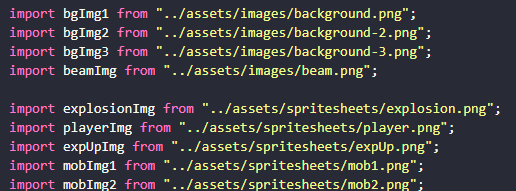 import bgImg1 from "../assets/images/background.png";
import bgImg2 from "../assets/images/background-2.png";
import bgImg3 from "../assets/images/background-3.png";
import beamImg from "../assets/images/beam.png";
import explosionImg from "../assets/spritesheets/explosion.png";
import playerImg from "../assets/spritesheets/player.png";
import expUpImg from "../assets/spritesheets/expUp.png";
import mobImg1 from "../assets/spritesheets/mob1.png";
import mobImg2 from "../assets/spritesheets/mob2.png";